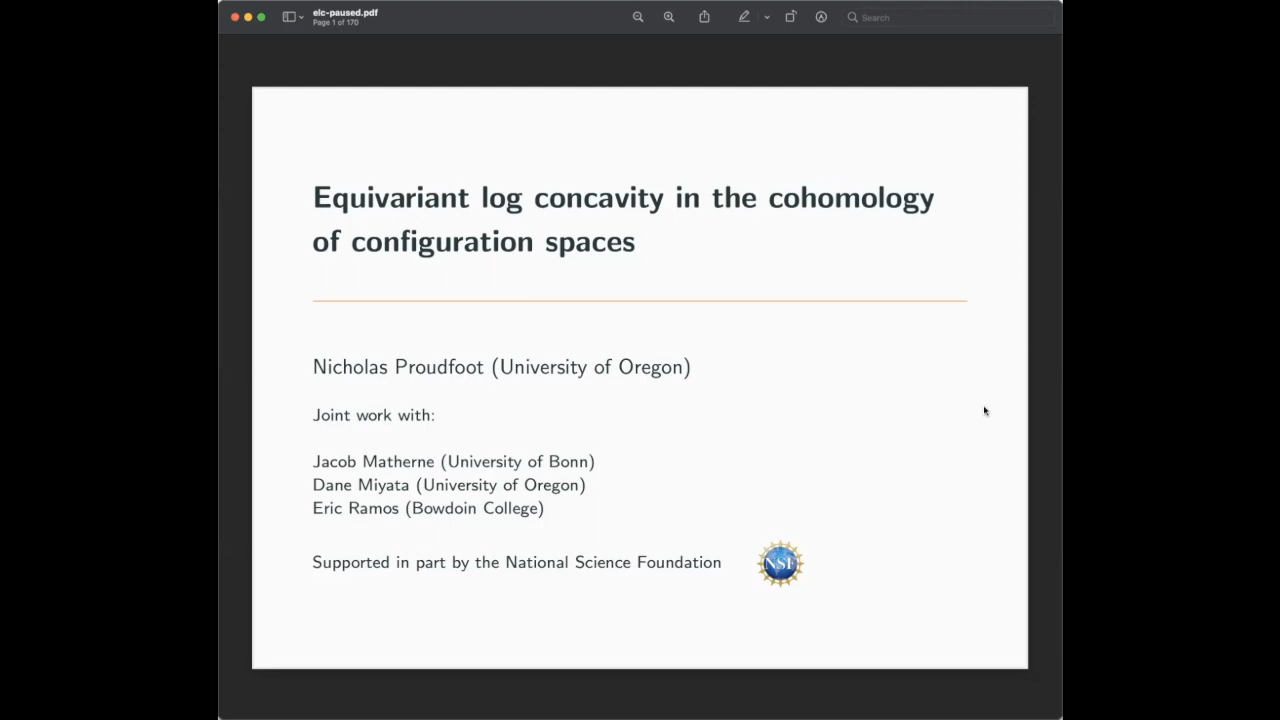 elc-paused.pdf
Page 1 of 170
Search
Equivariant log concavity in the cohomology
of configuration spaces
Nicholas Proudfoot (University of Oregon)
Joint work with:
Jacob Matherne (University of Bonn)
Dane Miyata (University of Oregon)
Eric Ramos (Bowdoin College)
Supported in part by the National Science Foundation
NSF